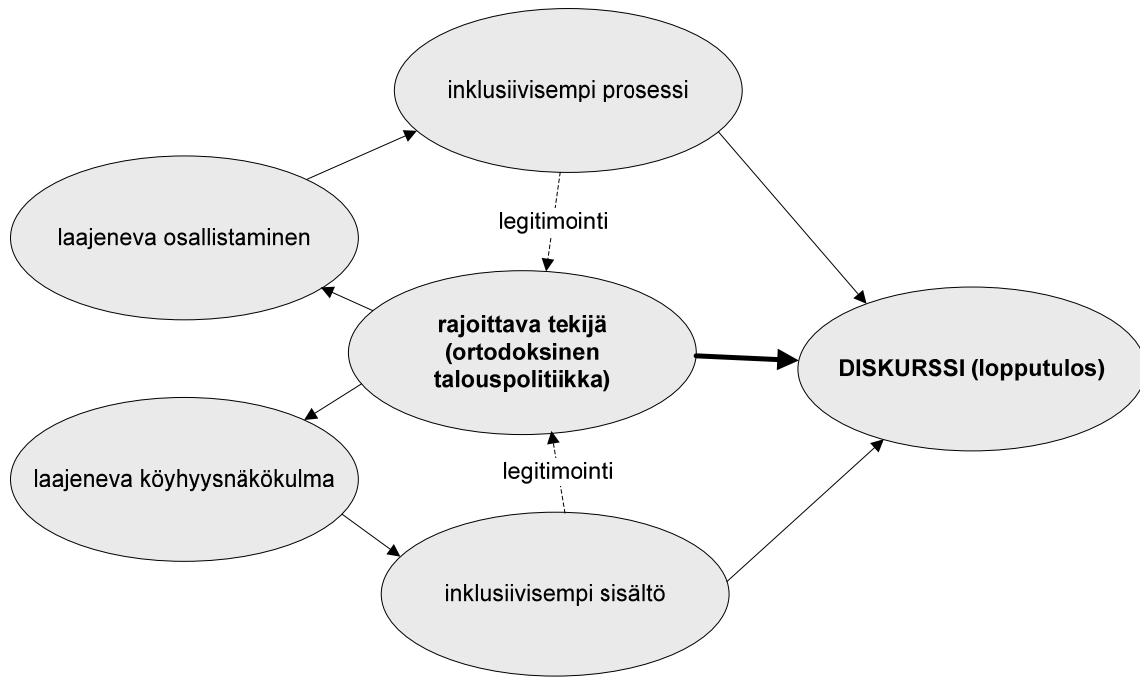 inklusiivisempi prosessi
legitimointi
laajeneva osallistaminen
rajoittava tekijä
(ortodoksinen
talouspolitiikka)
DISKURSSI (lopputulos)
laajeneva köyhyysnäkökulma
legitimointi
inklusiivisempi sisältö